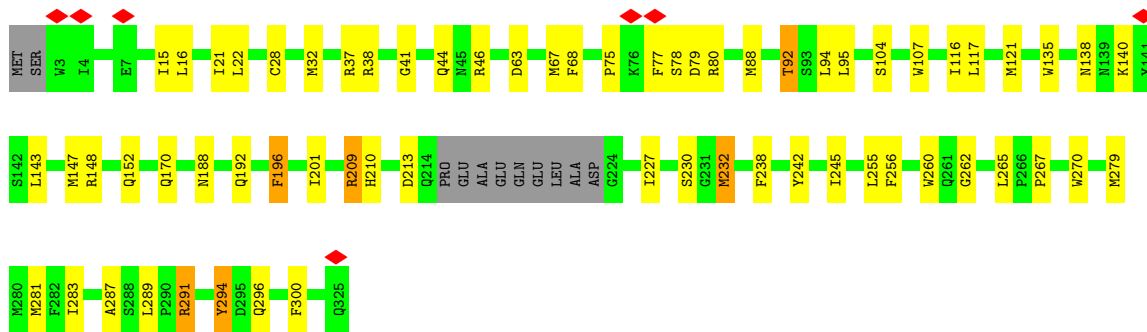 MET SER W3 I4 E7 I15 L16 I21 L22 C28 M32 R37 R38 G41 Q44 N45 R46 D63 M67 F68 P75 K76 F77 S78 D79 R80 M88 T92 S93 L94 L95 S104 W107 I116 L117 M121 W135 N138 N139 K140 Y141
S142 L143 M147 R148 Q152 Q170 N188 Q192 F196 I201 R209 H210 D213 Q214 PRO GLU ALA GLU GLN GLU LEU ALA ASP G224 I227 S230 G231 M232 F238 Y242 I245 L255 F256 W260 Q261 G262 L265 P266 P267 W270 M279
M280 M281 F282 I283 A287 S288 L289 P290 R291 Y294 D295 Q296 F300 Q325